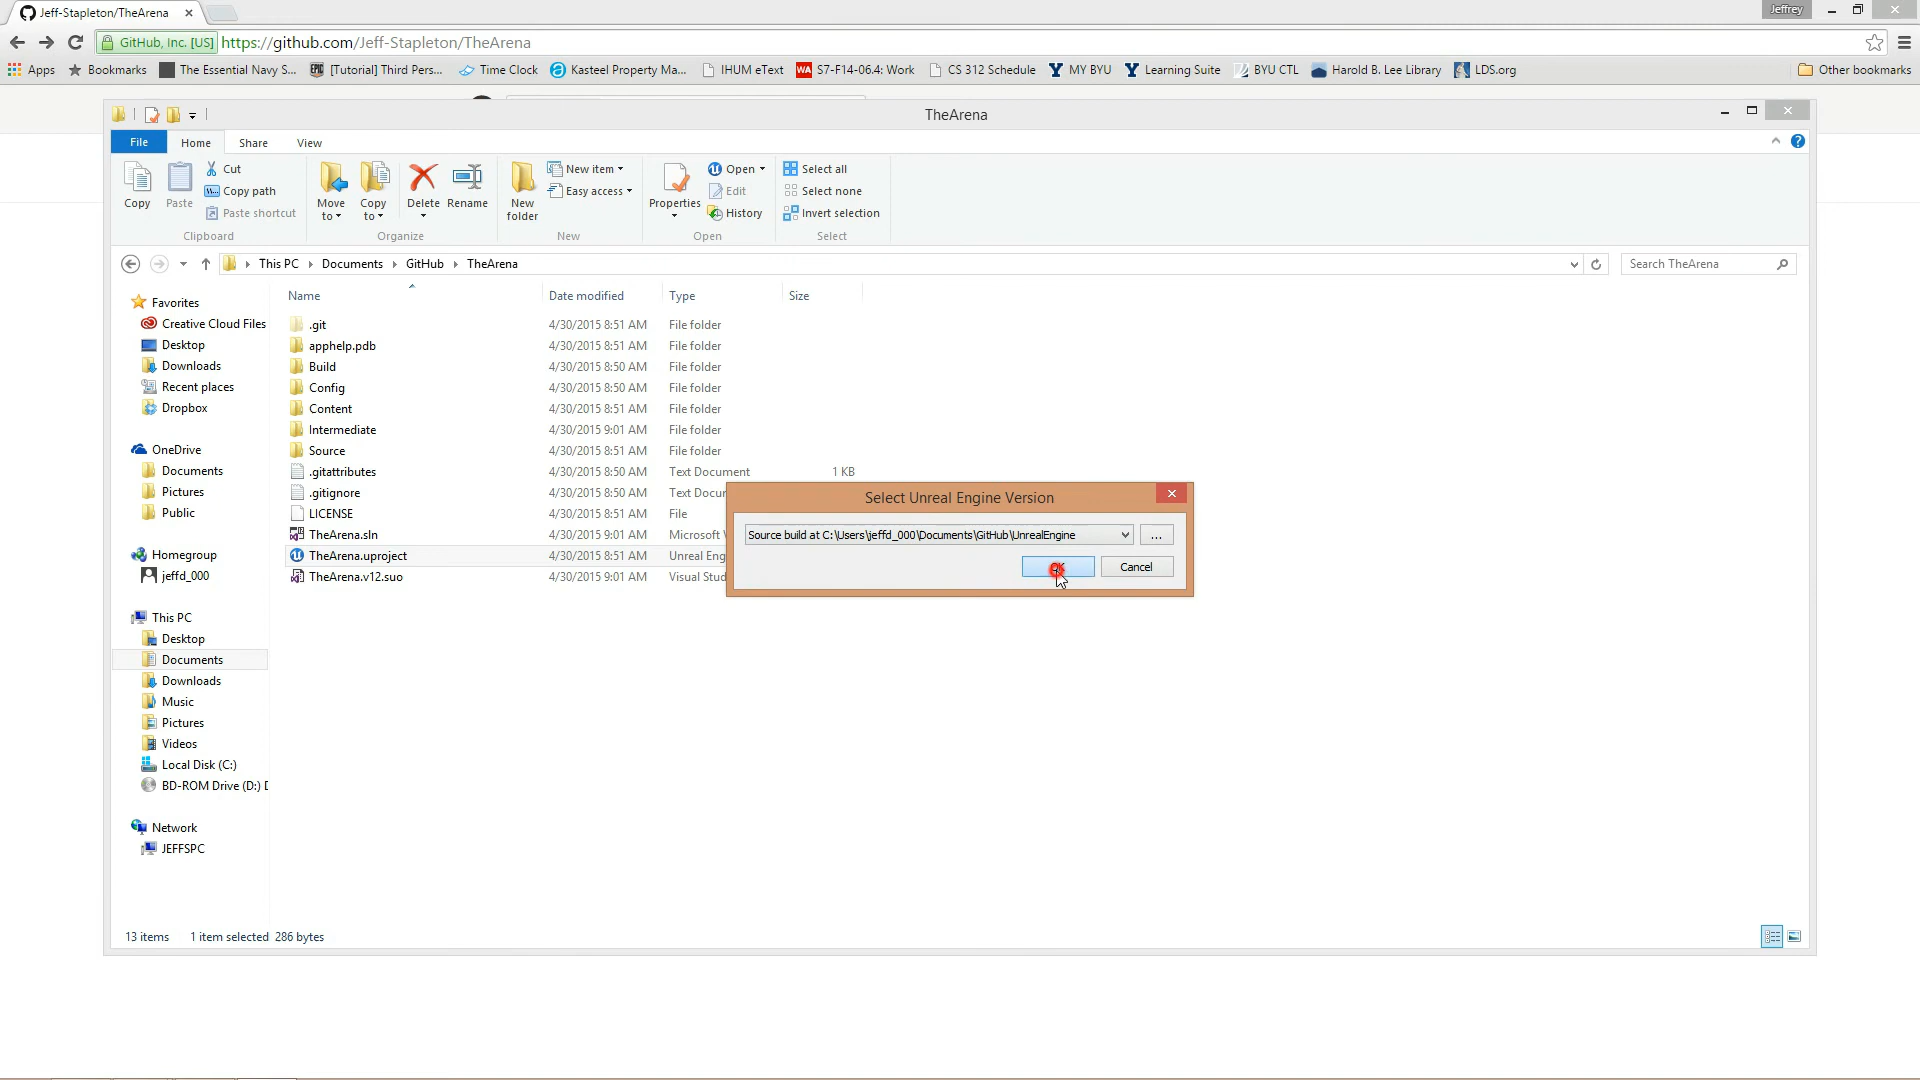 Jeff-Stapleton/TheArena
Jeffrey
GitHub, Inc. [US] https://github.com/Jeff-Stapleton/TheArena
Apps Bookmarks The Essential Navy S... [Tutorial] Third Pers... Time Clock Kasteel Property Ma... IHUM eText S7-F14-06.4: Work CS 312 Schedule MY BYU Learning Suite BYU CTL Harold B. Lee Library LDS.org Other bookmarks
TheArena
File Home Share View
Copy
Paste
Cut
Copy path
Paste shortcut
Clipboard
Move to
Copy to
Delete
Rename
Organize
New folder
New item
Easy access
New
Properties
Open
Edit
History
Open
Select all
Select none
Invert selection
Select
This PC Documents GitHub TheArena
Search TheArena
Name Date modified Type Size
.git 4/30/2015 8:51 AM File folder
apphelp.pdb 4/30/2015 8:51 AM File folder
Build 4/30/2015 8:50 AM File folder
Config 4/30/2015 8:50 AM File folder
Content 4/30/2015 8:51 AM File folder
Intermediate 4/30/2015 9:01 AM File folder
Source 4/30/2015 8:51 AM File folder
.gitattributes 4/30/2015 8:50 AM Text Document 1 KB
.gitignore 4/30/2015 8:50 AM Text Docu
LICENSE 4/30/2015 8:51 AM File
TheArena.sln 4/30/2015 9:01 AM Microsoft
TheArena.uproject 4/30/2015 8:51 AM Unreal Eng
TheArena.v12.suo 4/30/2015 9:01 AM Visual Stud
Favorites
Creative Cloud Files
Desktop
Downloads
Recent places
Dropbox
OneDrive
Documents
Pictures
Public
Homegroup
jeffd_000
This PC
Desktop
Documents
Downloads
Music
Pictures
Videos
Local Disk (C:)
BD-ROM Drive (D:)
Network
JEFFSPC
Select Unreal Engine Version
Source build at C:\Users\jeffd_000\Documents\GitHub\UnrealEngine
...
Cancel
13 items 1 item selected 286 bytes